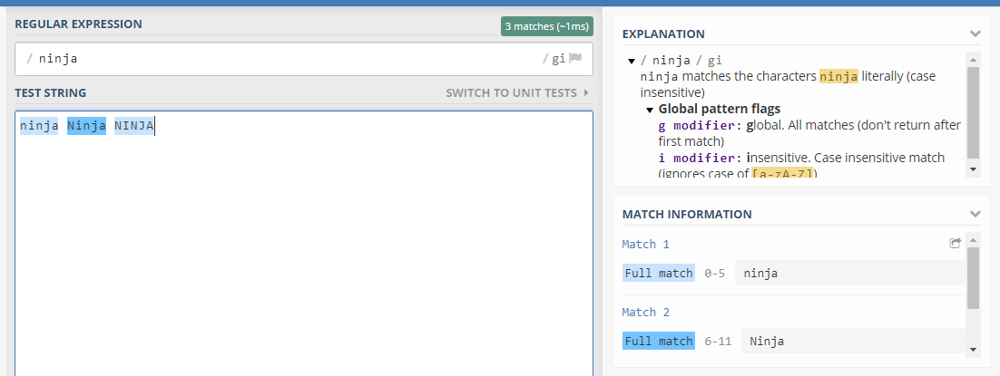 REGULAR EXPRESSION
3 matches (~1ms)
/ ninja / gi
TEST STRING
SWITCH TO UNIT TESTS
ninja Ninja NINJA
EXPLANATION
/ ninja / gi
ninja matches the characters ninja literally (case
insensitive)
Global pattern flags
g modifier: global. All matches (don't return after
first match)
i modifier: insensitive. Case insensitive match
(ignores case of [a-zA-Z])
MATCH INFORMATION
Match 1
Full match 0-5 ninja
Match 2
Full match 6-11 Ninja